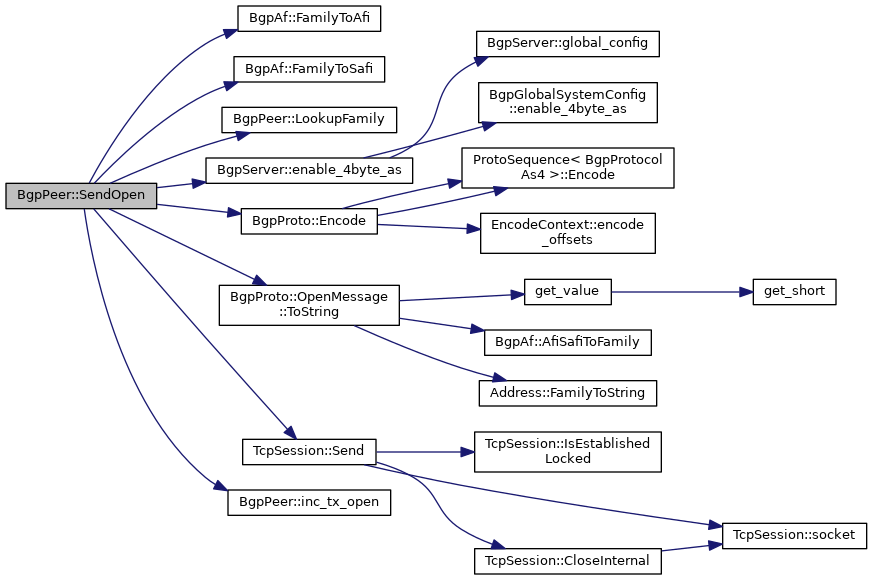 BgpPeer::SendOpen
BgpAf::FamilyToAfi
BgpAf::FamilyToSafi
BgpPeer::LookupFamily
BgpServer::enable_4byte_as
BgpProto::Encode
BgpProto::OpenMessage
::ToString
TcpSession::Send
BgpPeer::inc_tx_open
BgpServer::global_config
BgpGlobalSystemConfig
::enable_4byte_as
ProtoSequence< BgpProtocol
As4 >::Encode
EncodeContext::encode
_offsets
get_value
BgpAf::AfiSafiToFamily
Address::FamilyToString
TcpSession::IsEstablished
Locked
TcpSession::CloseInternal
get_short
TcpSession::socket